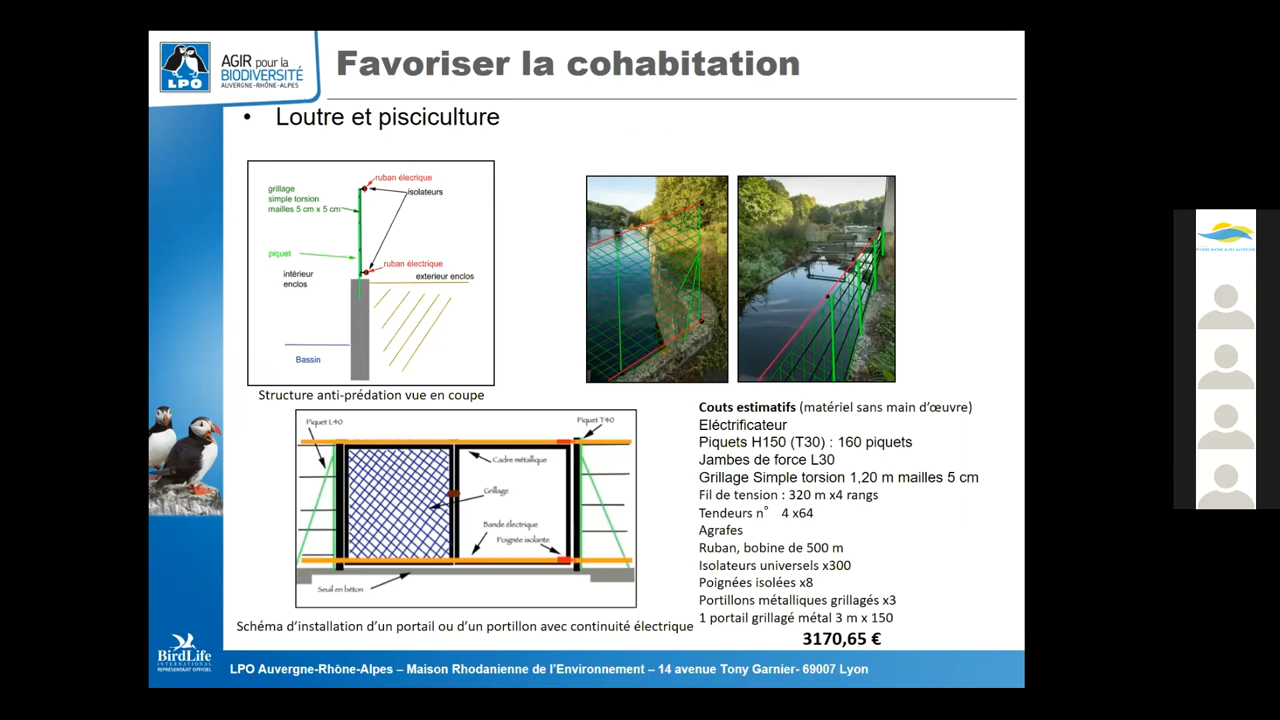 LPO
AGIR pour la
BIODIVERSITÉ
AUVERGNE-RHÔNE-ALPES
Favoriser la cohabitation
• Loutre et pisciculture
ruban élecrique
isolateurs
grillage
simple torsion
mailles 5 cm x 5 cm
piquet
ruban électrique
intérieur
enclos
exterieur enclos
Bassin
Structure anti-prédation vue en coupe
Piquet L40
Piquet T40
Cadre métallique
Grillage
Bande électrique
Poignée isolante
Seuil en béton
Schéma d’installation d’un portail ou d’un portillon avec continuité électrique
Couts estimatifs (matériel sans main d’œuvre)
Eléctrificateur
Piquets H150 (T30) : 160 piquets
Jambes de force L30
Grillage Simple torsion 1,20 m mailles 5 cm
Fil de tension : 320 m x4 rangs
Tendeurs n° 4 x64
Agrafes
Ruban, bobine de 500 m
Isolateurs universels x300
Poignées isolées x8
Portillons métalliques grillagés x3
1 portail grillagé métal 3 m x 150
3170,65 €
BirdLife
INTERNATIONAL
REPRÉSENTANT OFFICIEL
LPO Auvergne-Rhône-Alpes – Maison Rhodanienne de l’Environnement – 14 avenue Tony Garnier- 69007 Lyon